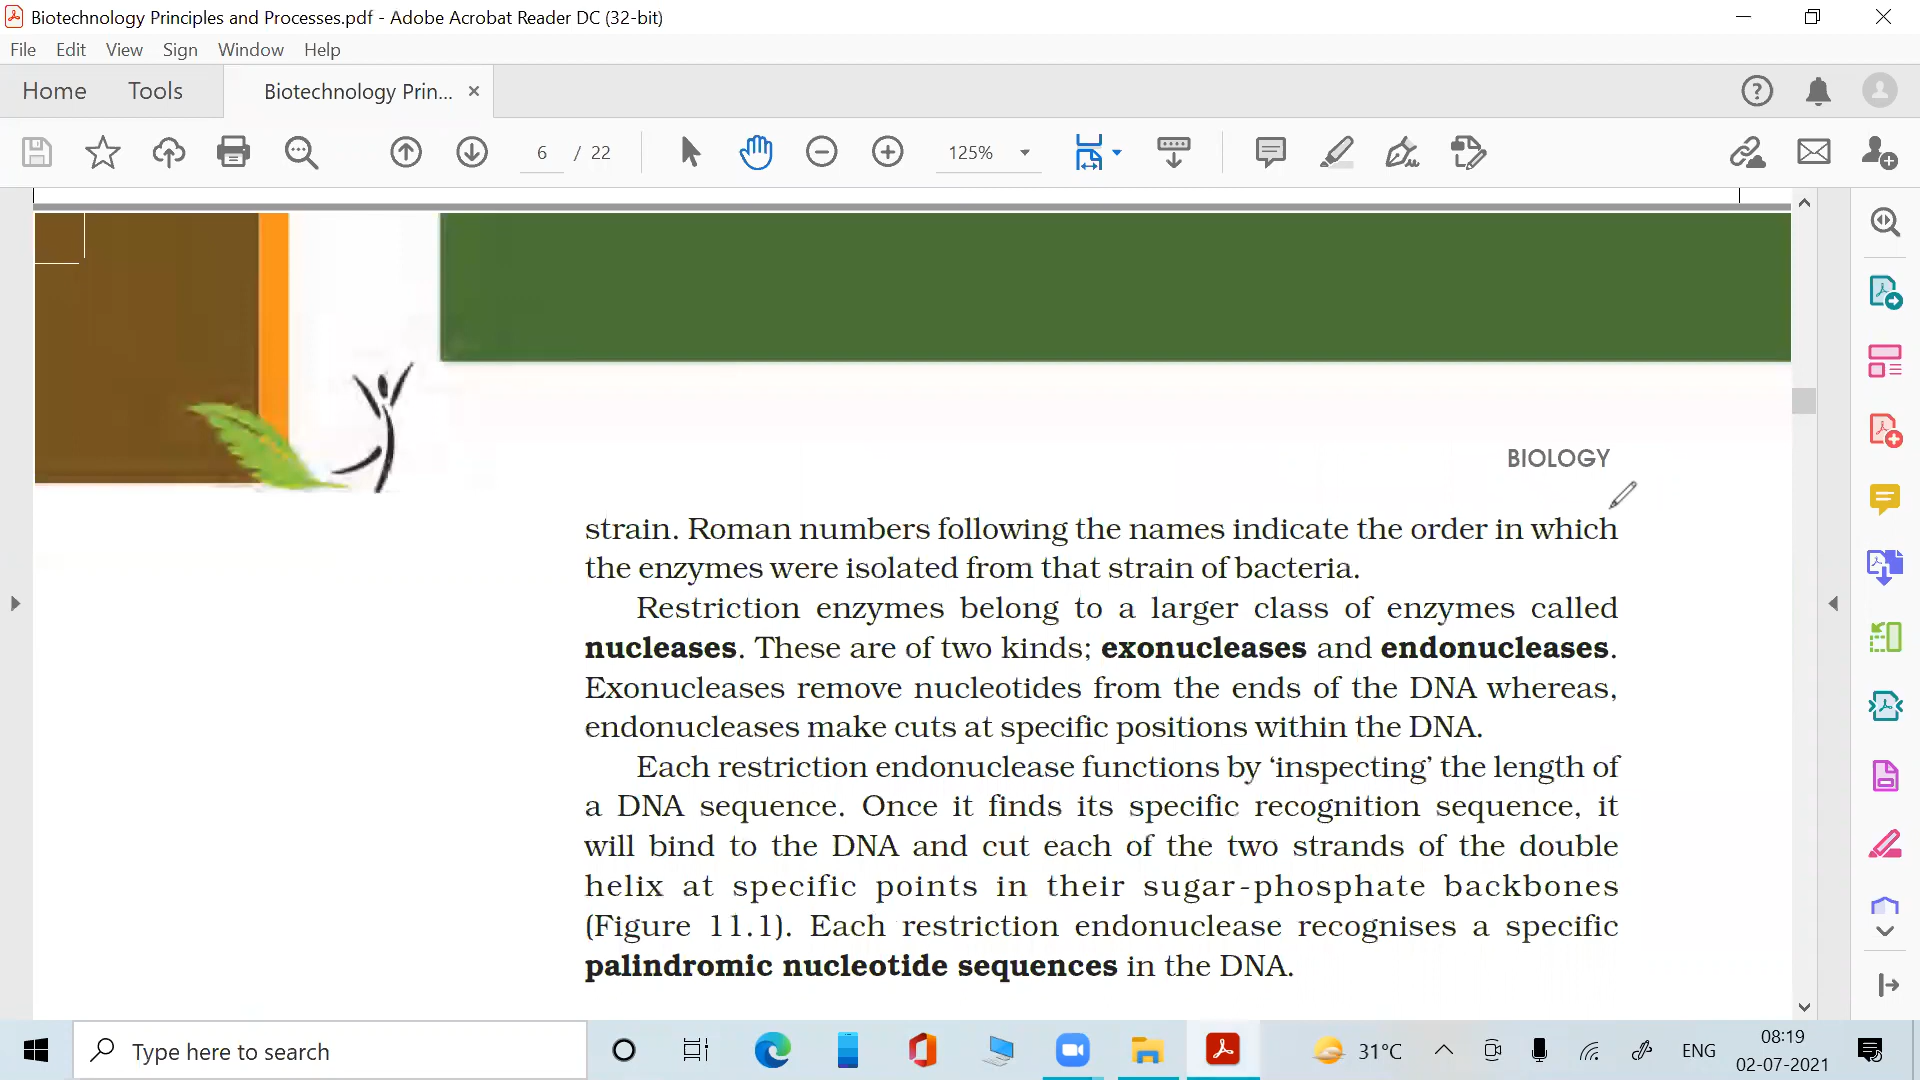 Biotechnology Principles and Processes.pdf - Adobe Acrobat Reader DC (32-bit)
File Edit View Sign Window Help
Home Tools Biotechnology Prin... ×
6 / 22 125%
BIOLOGY
strain. Roman numbers following the names indicate the order in which
the enzymes were isolated from that strain of bacteria.
Restriction enzymes belong to a larger class of enzymes called
nucleases. These are of two kinds; exonucleases and endonucleases.
Exonucleases remove nucleotides from the ends of the DNA whereas,
endonucleases make cuts at specific positions within the DNA.
Each restriction endonuclease functions by ‘inspecting’ the length of
a DNA sequence. Once it finds its specific recognition sequence, it
will bind to the DNA and cut each of the two strands of the double
helix at specific points in their sugar-phosphate backbones
(Figure 11.1). Each restriction endonuclease recognises a specific
palindromic nucleotide sequences in the DNA.
Type here to search
31°C
ENG
08:19
02-07-2021